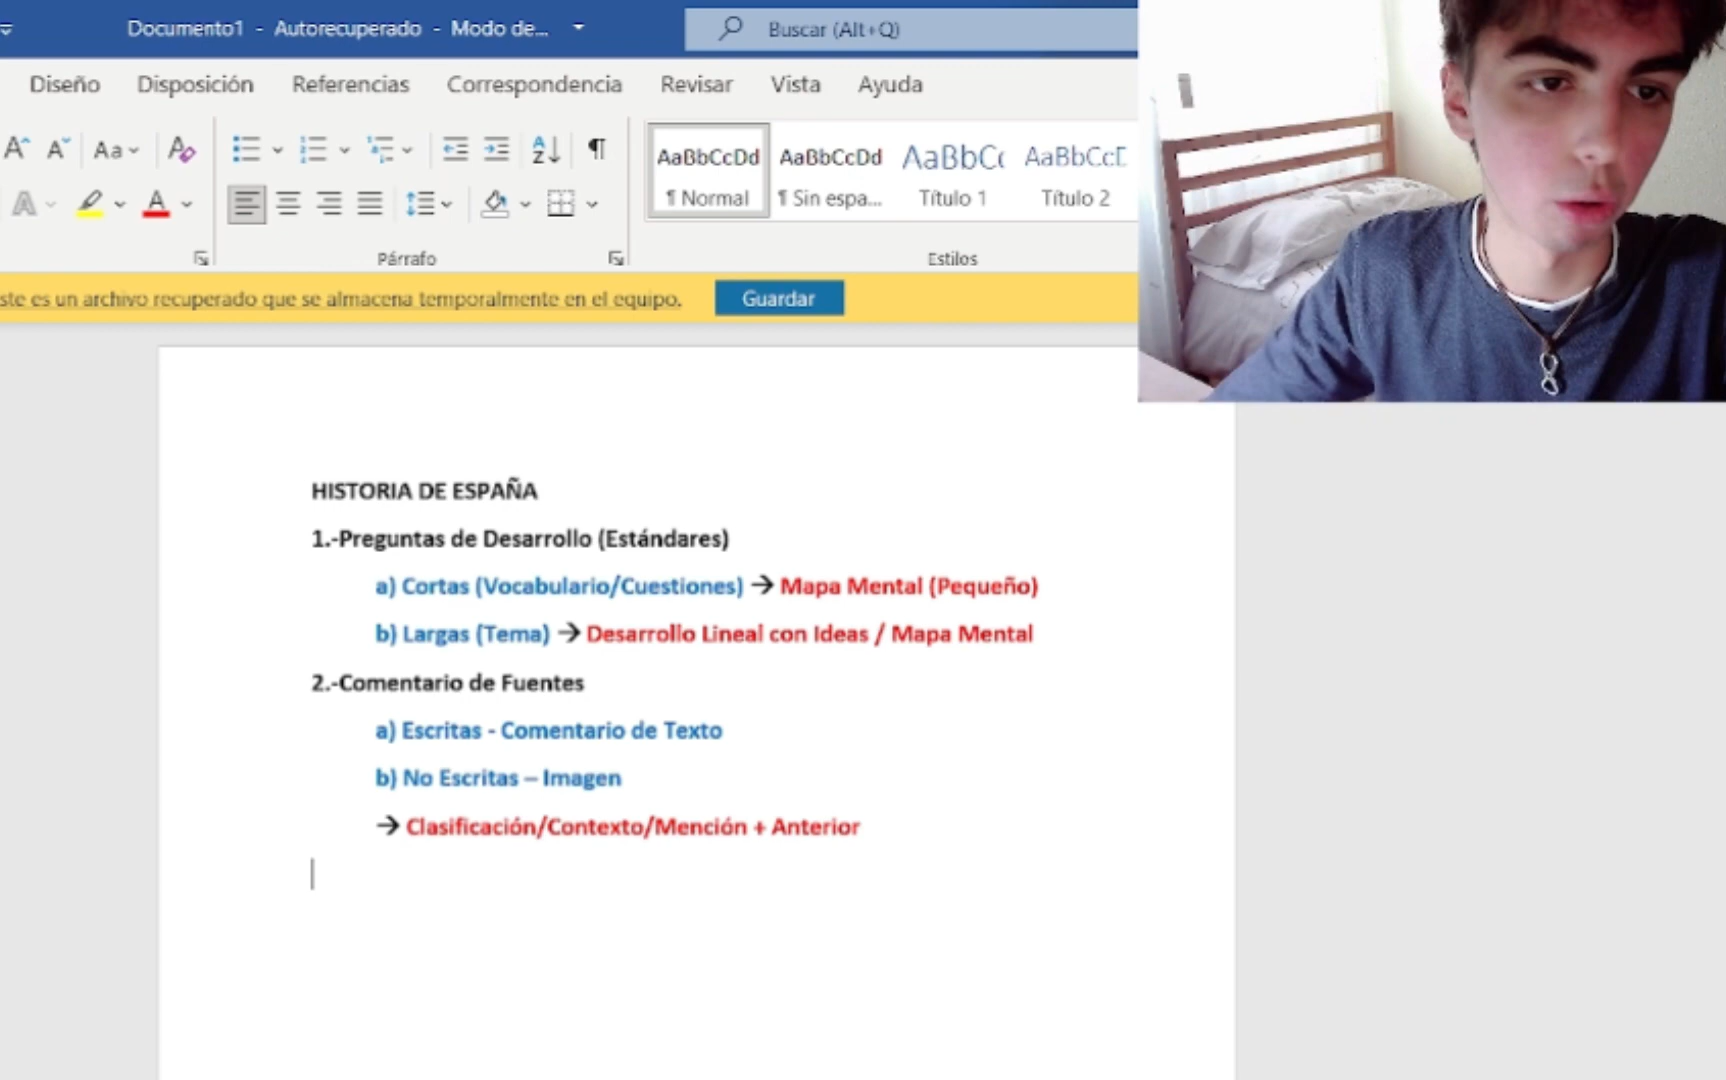 Documento1 - Autorecuperado - Modo de...
Buscar (Alt+Q)
Diseño Disposición Referencias Correspondencia Revisar Vista Ayuda
Aa
AaBbCcDd AaBbCcDd AaBbCc AaBbCcD
¶ Normal ¶ Sin espa... Título 1 Título 2
Párrafo Estilos
ste es un archivo recuperado que se almacena temporalmente en el equipo. Guardar
HISTORIA DE ESPAÑA
1.-Preguntas de Desarrollo (Estándares)
a) Cortas (Vocabulario/Cuestiones) → Mapa Mental (Pequeño)
b) Largas (Tema) → Desarrollo Lineal con Ideas / Mapa Mental
2.-Comentario de Fuentes
a) Escritas - Comentario de Texto
b) No Escritas – Imagen
→ Clasificación/Contexto/Mención + Anterior